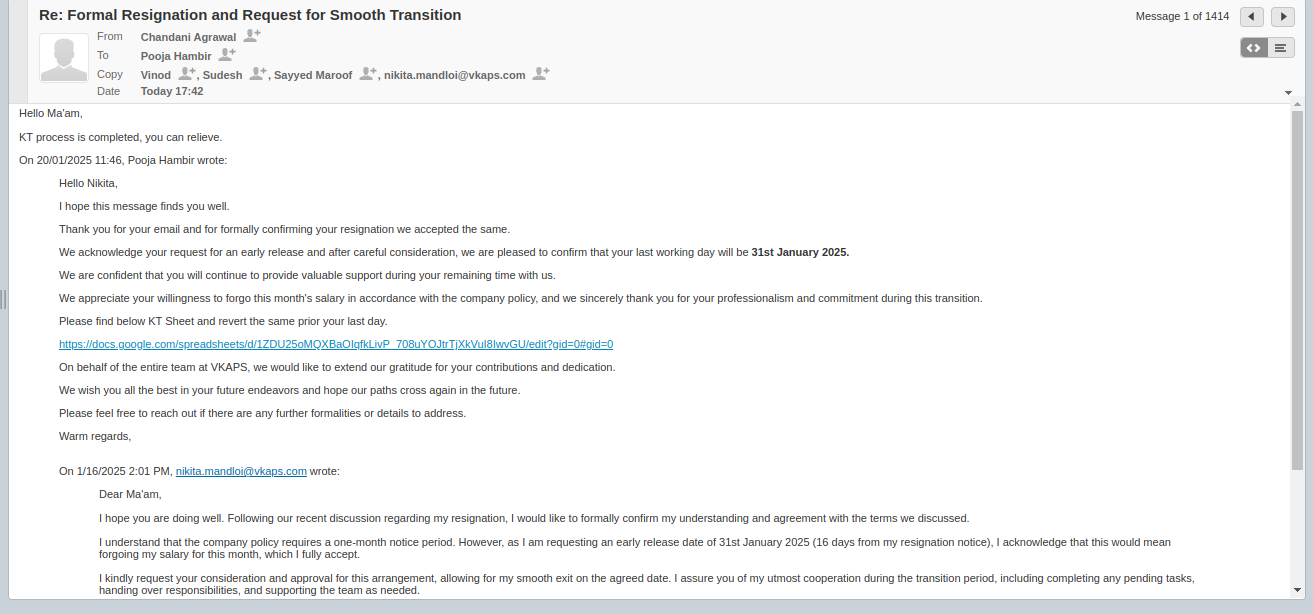 Re: Formal Resignation and Request for Smooth Transition
Message 1 of 1414
From Chandani Agrawal
To Pooja Hambir
Copy Vinod , Sudesh , Sayyed Maroof , nikita.mandloi@vkaps.com
Date Today 17:42
Hello Ma'am,
KT process is completed, you can relieve.
On 20/01/2025 11:46, Pooja Hambir wrote:
Hello Nikita,
I hope this message finds you well.
Thank you for your email and for formally confirming your resignation we accepted the same.
We acknowledge your request for an early release and after careful consideration, we are pleased to confirm that your last working day will be 31st January 2025.
We are confident that you will continue to provide valuable support during your remaining time with us.
We appreciate your willingness to forgo this month's salary in accordance with the company policy, and we sincerely thank you for your professionalism and commitment during this transition.
Please find below KT Sheet and revert the same prior your last day.
https://docs.google.com/spreadsheets/d/1ZDU25oMQXBaOIqfkLivP_708uYOJtrTjXkVuI8IwvGU/edit?gid=0#gid=0
On behalf of the entire team at VKAPS, we would like to extend our gratitude for your contributions and dedication.
We wish you all the best in your future endeavors and hope our paths cross again in the future.
Please feel free to reach out if there are any further formalities or details to address.
Warm regards,
On 1/16/2025 2:01 PM, nikita.mandloi@vkaps.com wrote:
Dear Ma'am,
I hope you are doing well. Following our recent discussion regarding my resignation, I would like to formally confirm my understanding and agreement with the terms we discussed.
I understand that the company policy requires a one-month notice period. However, as I am requesting an early release date of 31st January 2025 (16 days from my resignation notice), I acknowledge that this would mean
forgoing my salary for this month, which I fully accept.
I kindly request your consideration and approval for this arrangement, allowing for my smooth exit on the agreed date. I assure you of my utmost cooperation during the transition period, including completing any pending tasks,
handing over responsibilities, and supporting the team as needed.